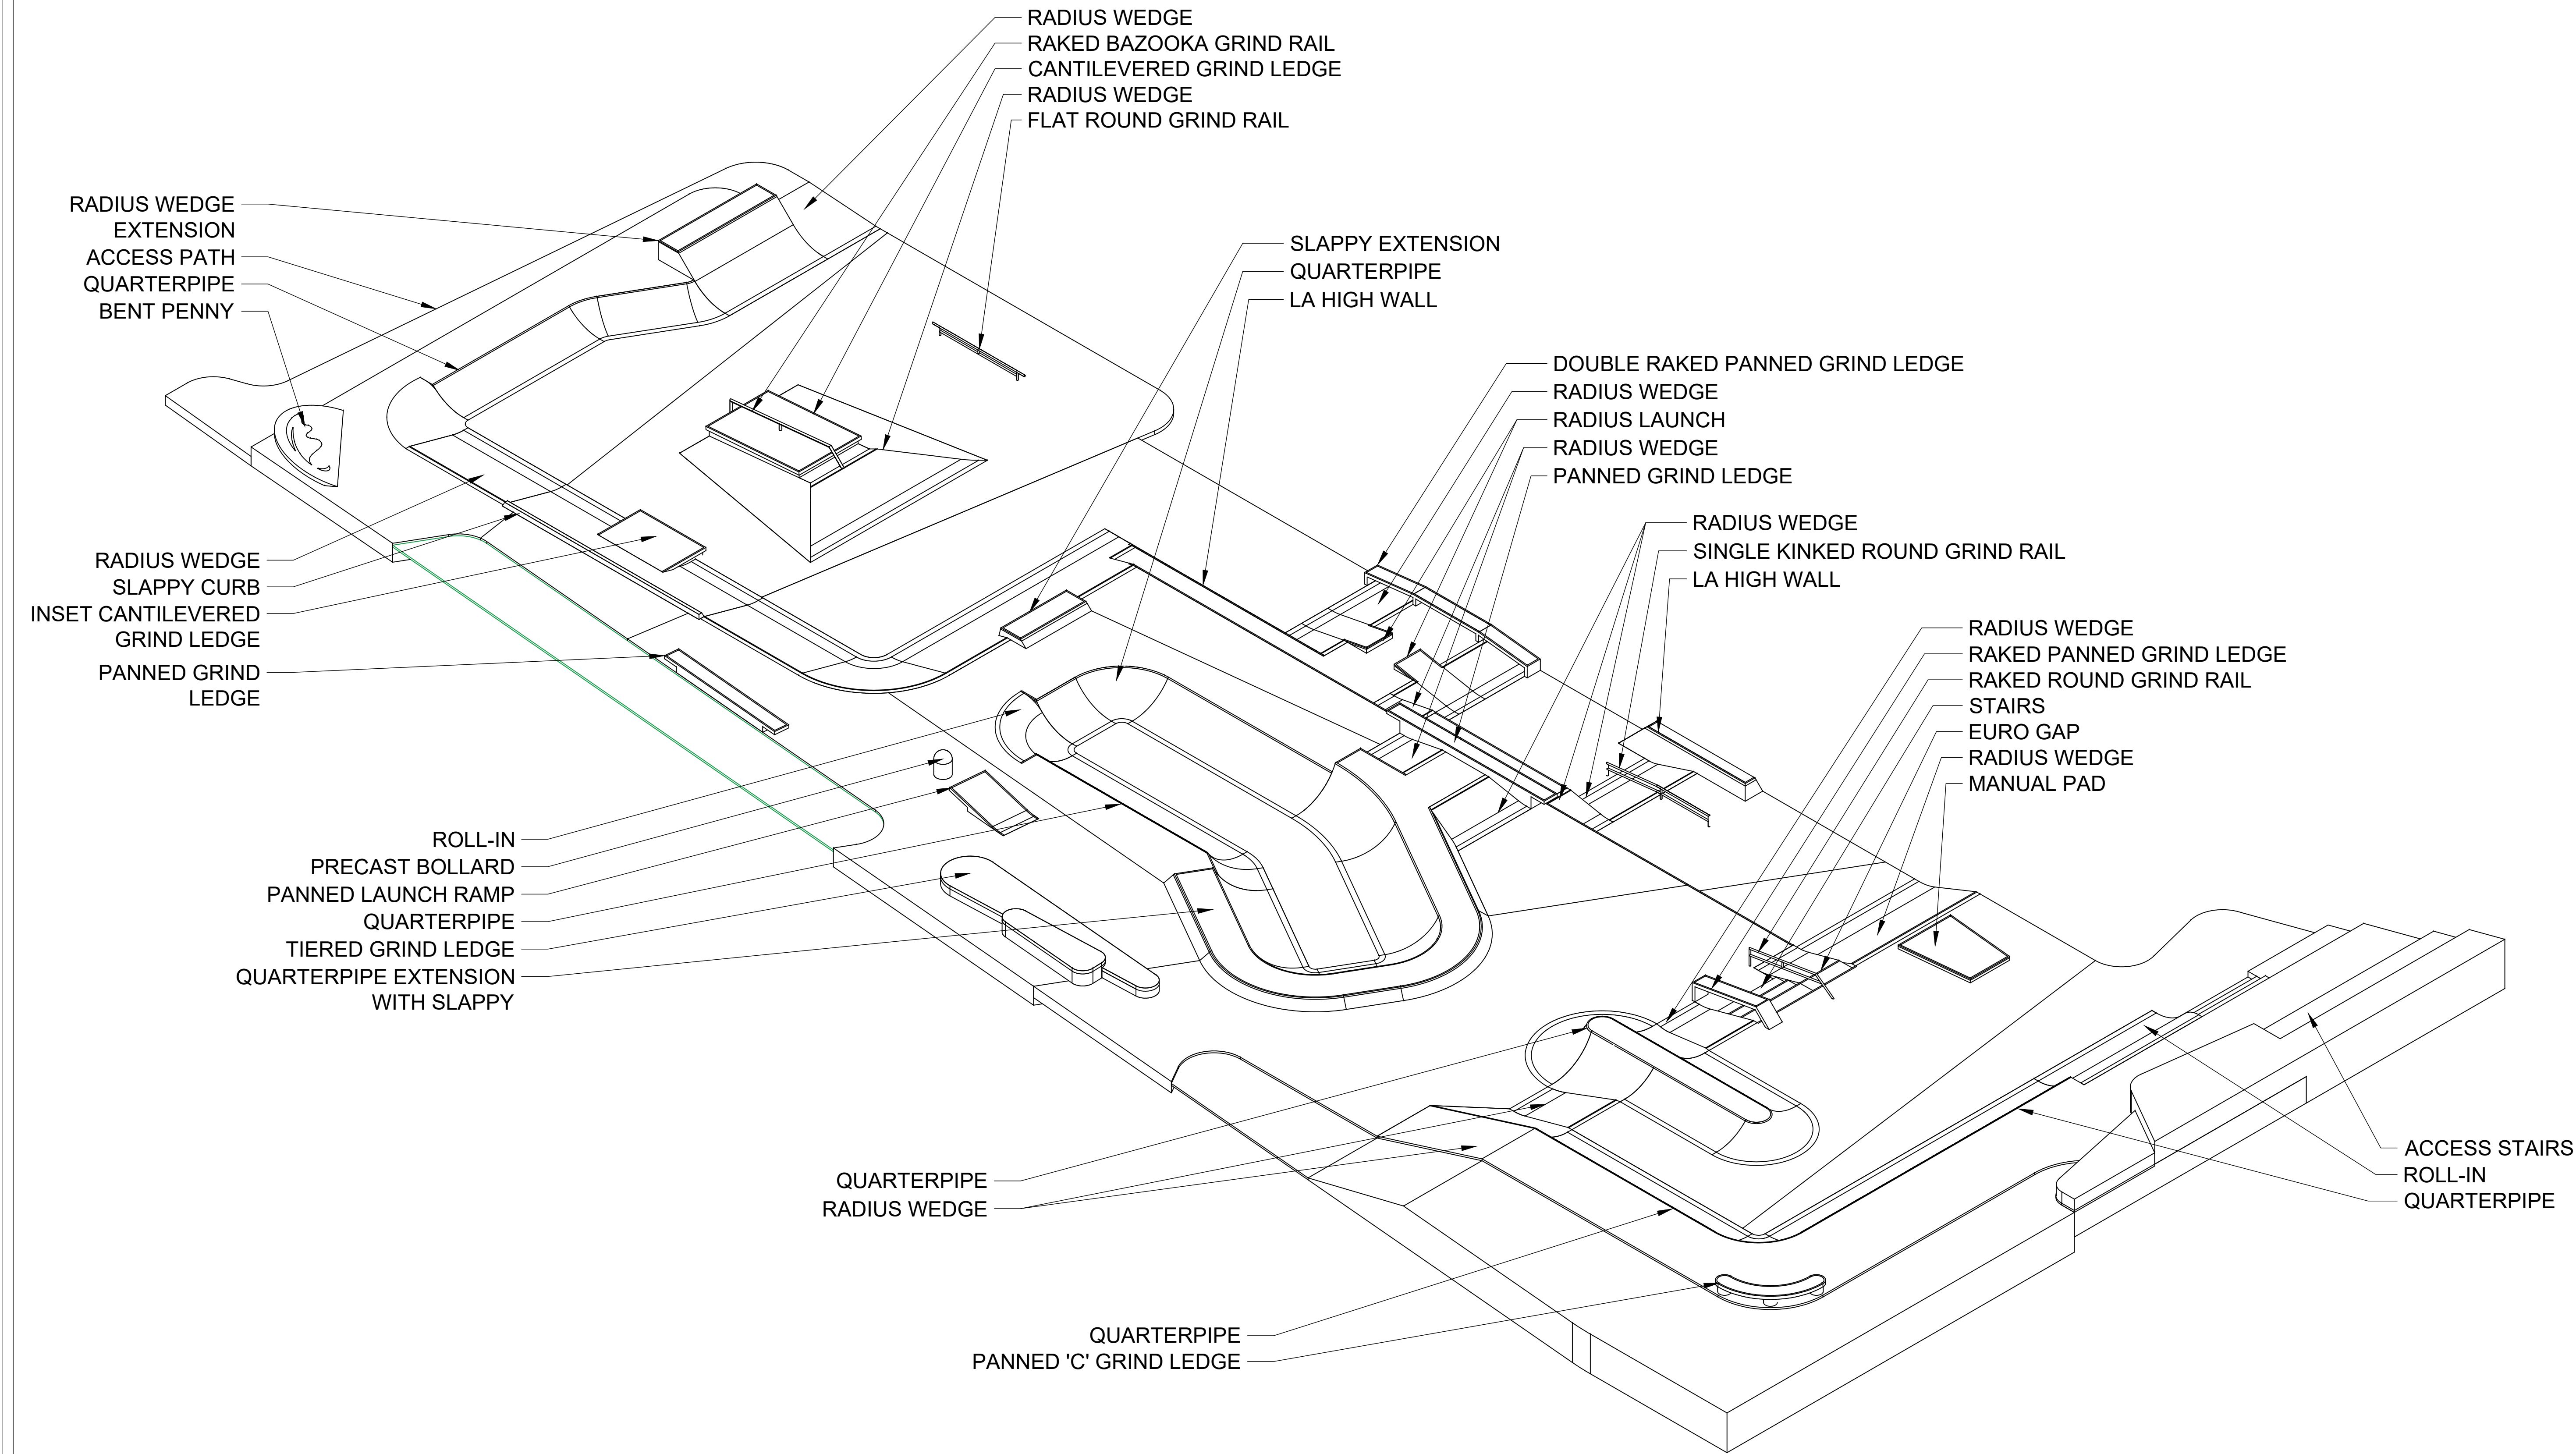 RADIUS WEDGE
RAKED BAZOOKA GRIND RAIL
CANTILEVERED GRIND LEDGE
RADIUS WEDGE
FLAT ROUND GRIND RAIL
RADIUS WEDGE
EXTENSION
ACCESS PATH
QUARTERPIPE
BENT PENNY
SLAPPY EXTENSION
QUARTERPIPE
LA HIGH WALL
DOUBLE RAKED PANNED GRIND LEDGE
RADIUS WEDGE
RADIUS LAUNCH
RADIUS WEDGE
PANNED GRIND LEDGE
RADIUS WEDGE
SINGLE KINKED ROUND GRIND RAIL
LA HIGH WALL
RADIUS WEDGE
SLAPPY CURB
INSET CANTILEVERED
GRIND LEDGE
PANNED GRIND
LEDGE
RADIUS WEDGE
RAKED PANNED GRIND LEDGE
RAKED ROUND GRIND RAIL
STAIRS
EURO GAP
RADIUS WEDGE
MANUAL PAD
ROLL-IN
PRECAST BOLLARD
PANNED LAUNCH RAMP
QUARTERPIPE
TIERED GRIND LEDGE
QUARTERPIPE EXTENSION
WITH SLAPPY
ACCESS STAIRS
ROLL-IN
QUARTERPIPE
QUARTERPIPE
RADIUS WEDGE
QUARTERPIPE
PANNED 'C' GRIND LEDGE